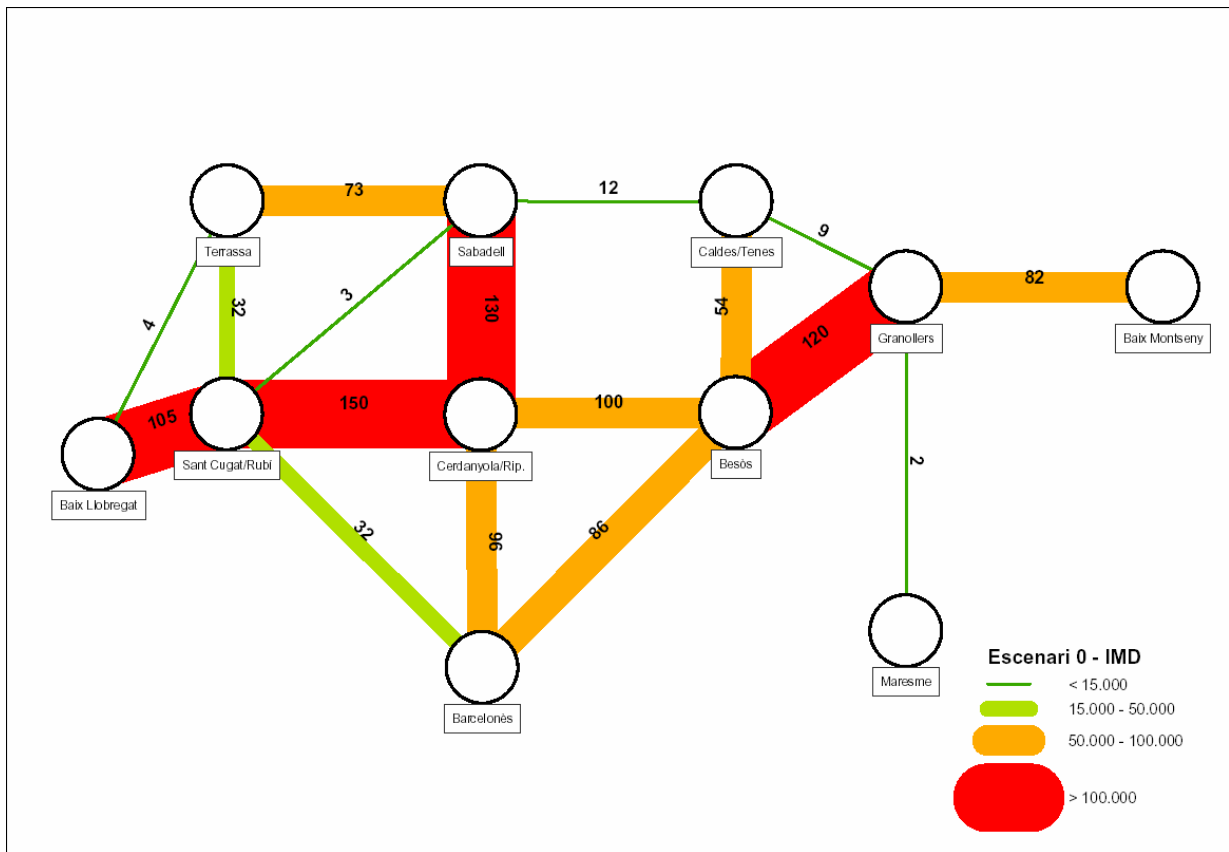 73
12
Terrassa
Sabadell
Caldes/Tenes
9
82
4
32
3
130
54
120
Granollers
Baix Montseny
105
150
100
Sant Cugat/Rubí
Cerdanyola/Rip.
Besòs
2
Baix Llobregat
32
96
86
Maresme
Barcelonès
Escenari 0 - IMD
< 15.000
15.000 - 50.000
50.000 - 100.000
> 100.000